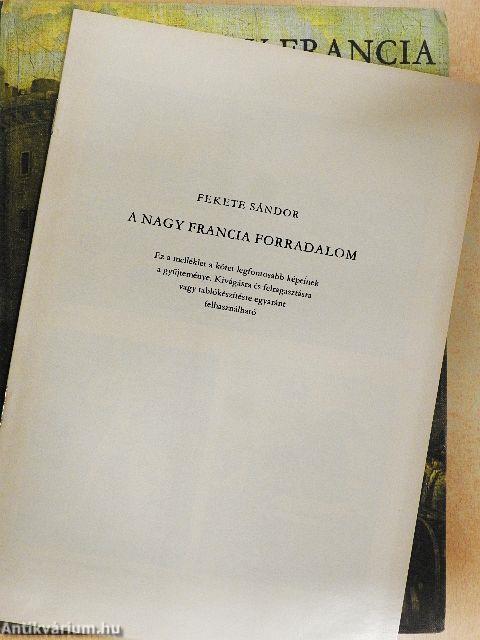 FRANCIA
FEKETE SÁNDOR
A NAGY FRANCIA FORRADALOM
Ez a melléklet a kötet legfontosabb képeinek
a gyűjteménye. Kivágásra és felragasztásra
vagy tablókészítésre egyaránt
felhasználható
Antikvárium.hu